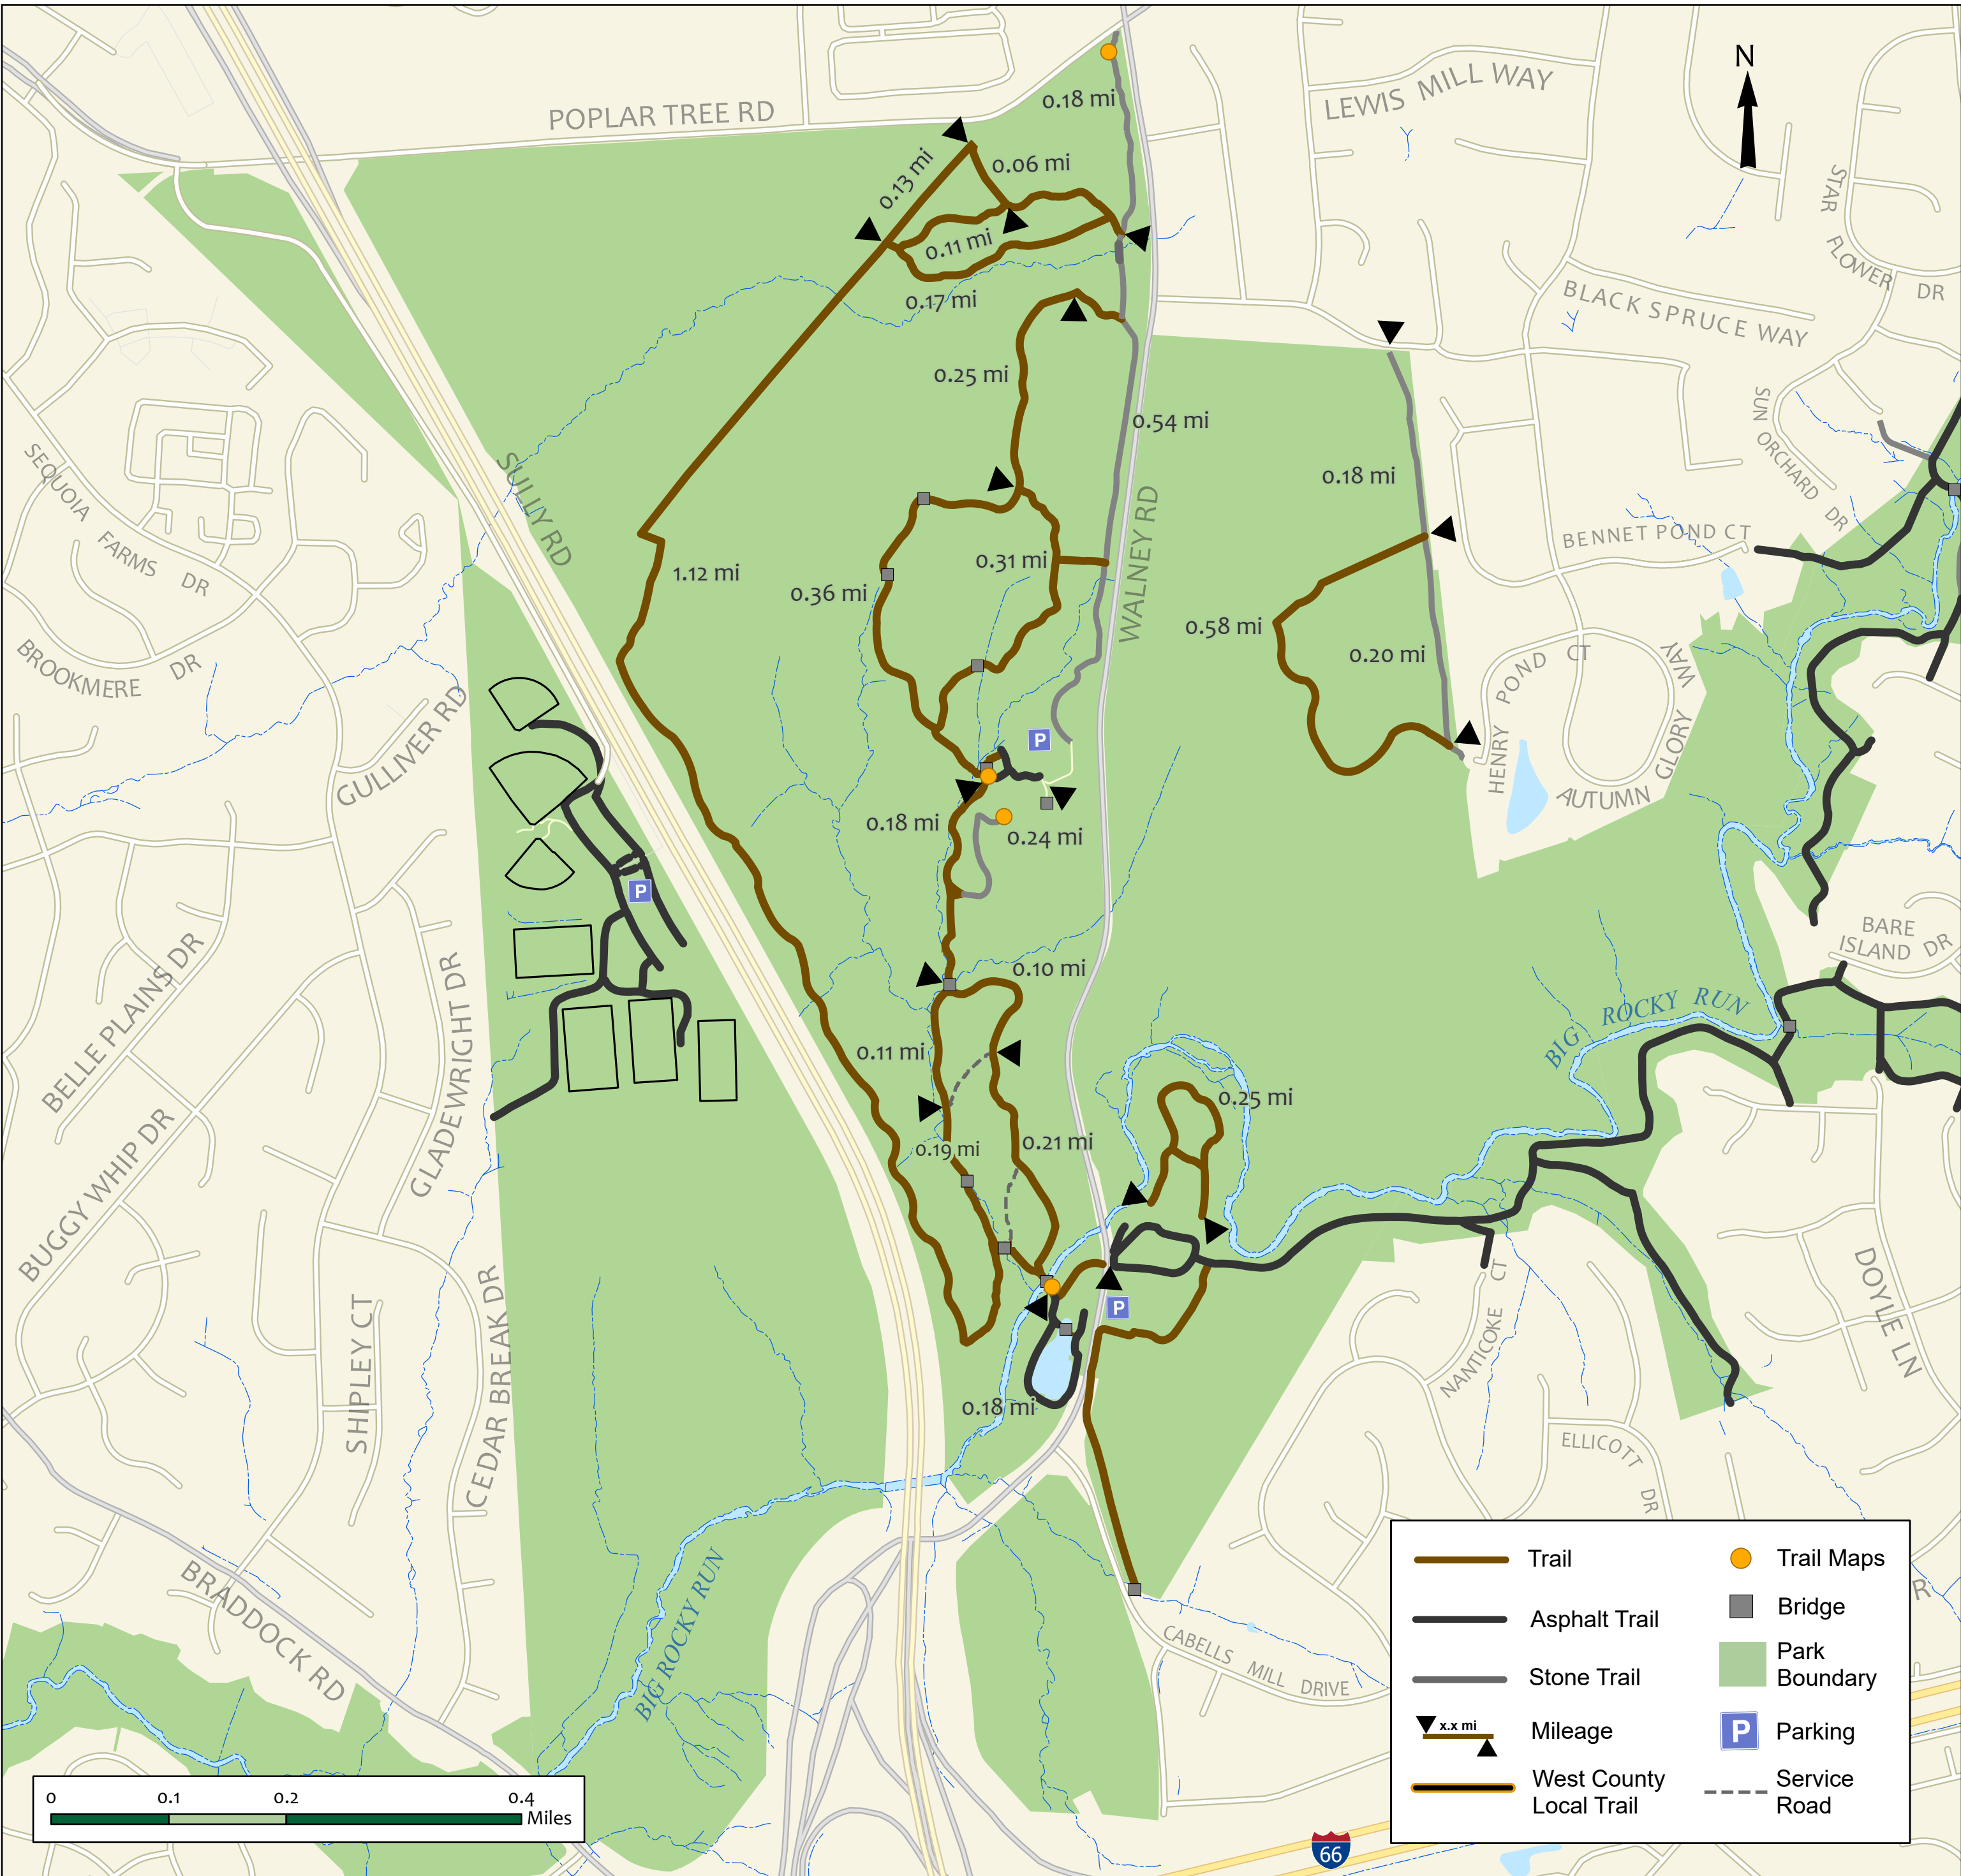 N
POPLAR TREE RD
LEWIS MILL WAY
0.18 mi
0.13 mi
0.06 mi
0.11 mi
0.17 mi
STAR
FLOWER DR
BLACK SPRUCE WAY
0.25 mi
0.54 mi
SULLY RD
SEQUOIA FARMS DR
SUN ORCHARD DR
0.18 mi
WALNEY RD
BENNET POND CT
0.31 mi
1.12 mi
0.36 mi
0.58 mi
0.20 mi
BROOKMERE DR
GULLIVER RD
P
HENRY POND CT
AUTUMN GLORY WAY
0.18 mi
0.24 mi
P
BARE
ISLAND DR
BELLE PLAINS DR
GLADEWRIGHT DR
0.10 mi
BIG ROCKY RUN
0.11 mi
0.25 mi
BUGGY WHIP DR
0.19 mi
0.21 mi
P
NANTICOKE CT
DOYLE LN
SHIPLEY CT
CEDAR BREAK DR
0.18 mi
ELLICOTT DR
BRADDOCK RD
BIG ROCKY RUN
CABELLS MILL DRIVE
R
Trail
Trail Maps
Asphalt Trail
Bridge
Stone Trail
Park
Boundary
x.x mi
Mileage
P
Parking
West County
Local Trail
Service
Road
0 0.1 0.2 0.4
Miles
66